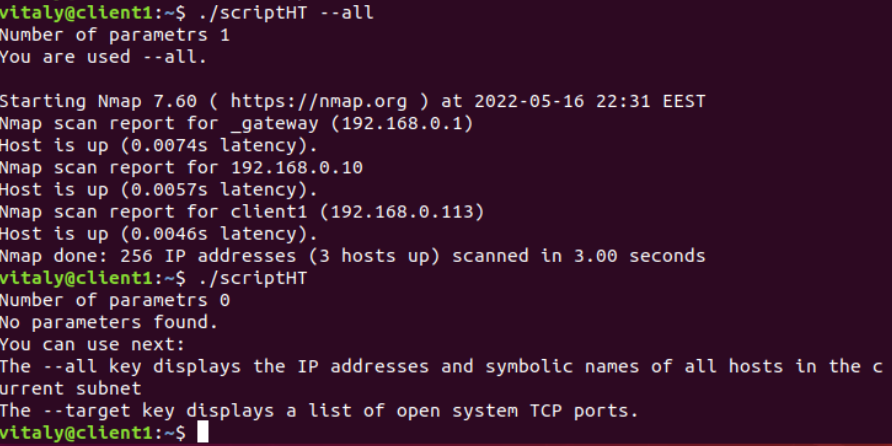 vitaly@client1:~$ ./scriptHT --all
Number of parametrs 1
You are used --all.
Starting Nmap 7.60 ( https://nmap.org ) at 2022-05-16 22:31 EEST
Nmap scan report for _gateway (192.168.0.1)
Host is up (0.0074s latency).
Nmap scan report for 192.168.0.10
Host is up (0.0057s latency).
Nmap scan report for client1 (192.168.0.113)
Host is up (0.0046s latency).
Nmap done: 256 IP addresses (3 hosts up) scanned in 3.00 seconds
vitaly@client1:~$ ./scriptHT
Number of parametrs 0
No parameters found.
You can use next:
The --all key displays the IP addresses and symbolic names of all hosts in the c
urrent subnet
The --target key displays a list of open system TCP ports.
vitaly@client1:~$